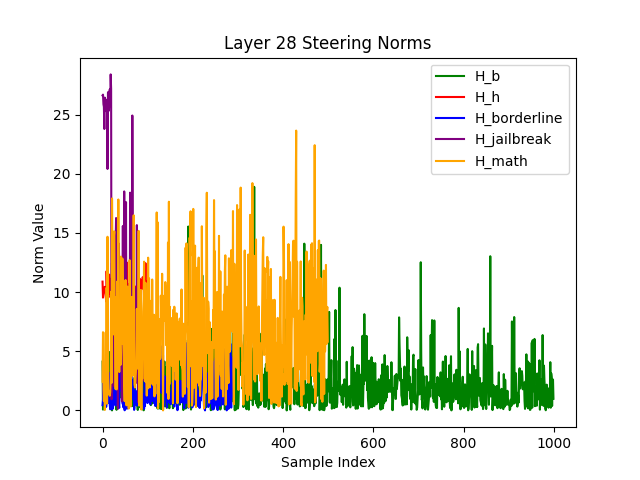 Layer 28 Steering Norms
H_b
H_h
H_borderline
H_jailbreak
H_math
Norm Value
25
20
15
10
5
0
0 200 400 600 800 1000
Sample Index